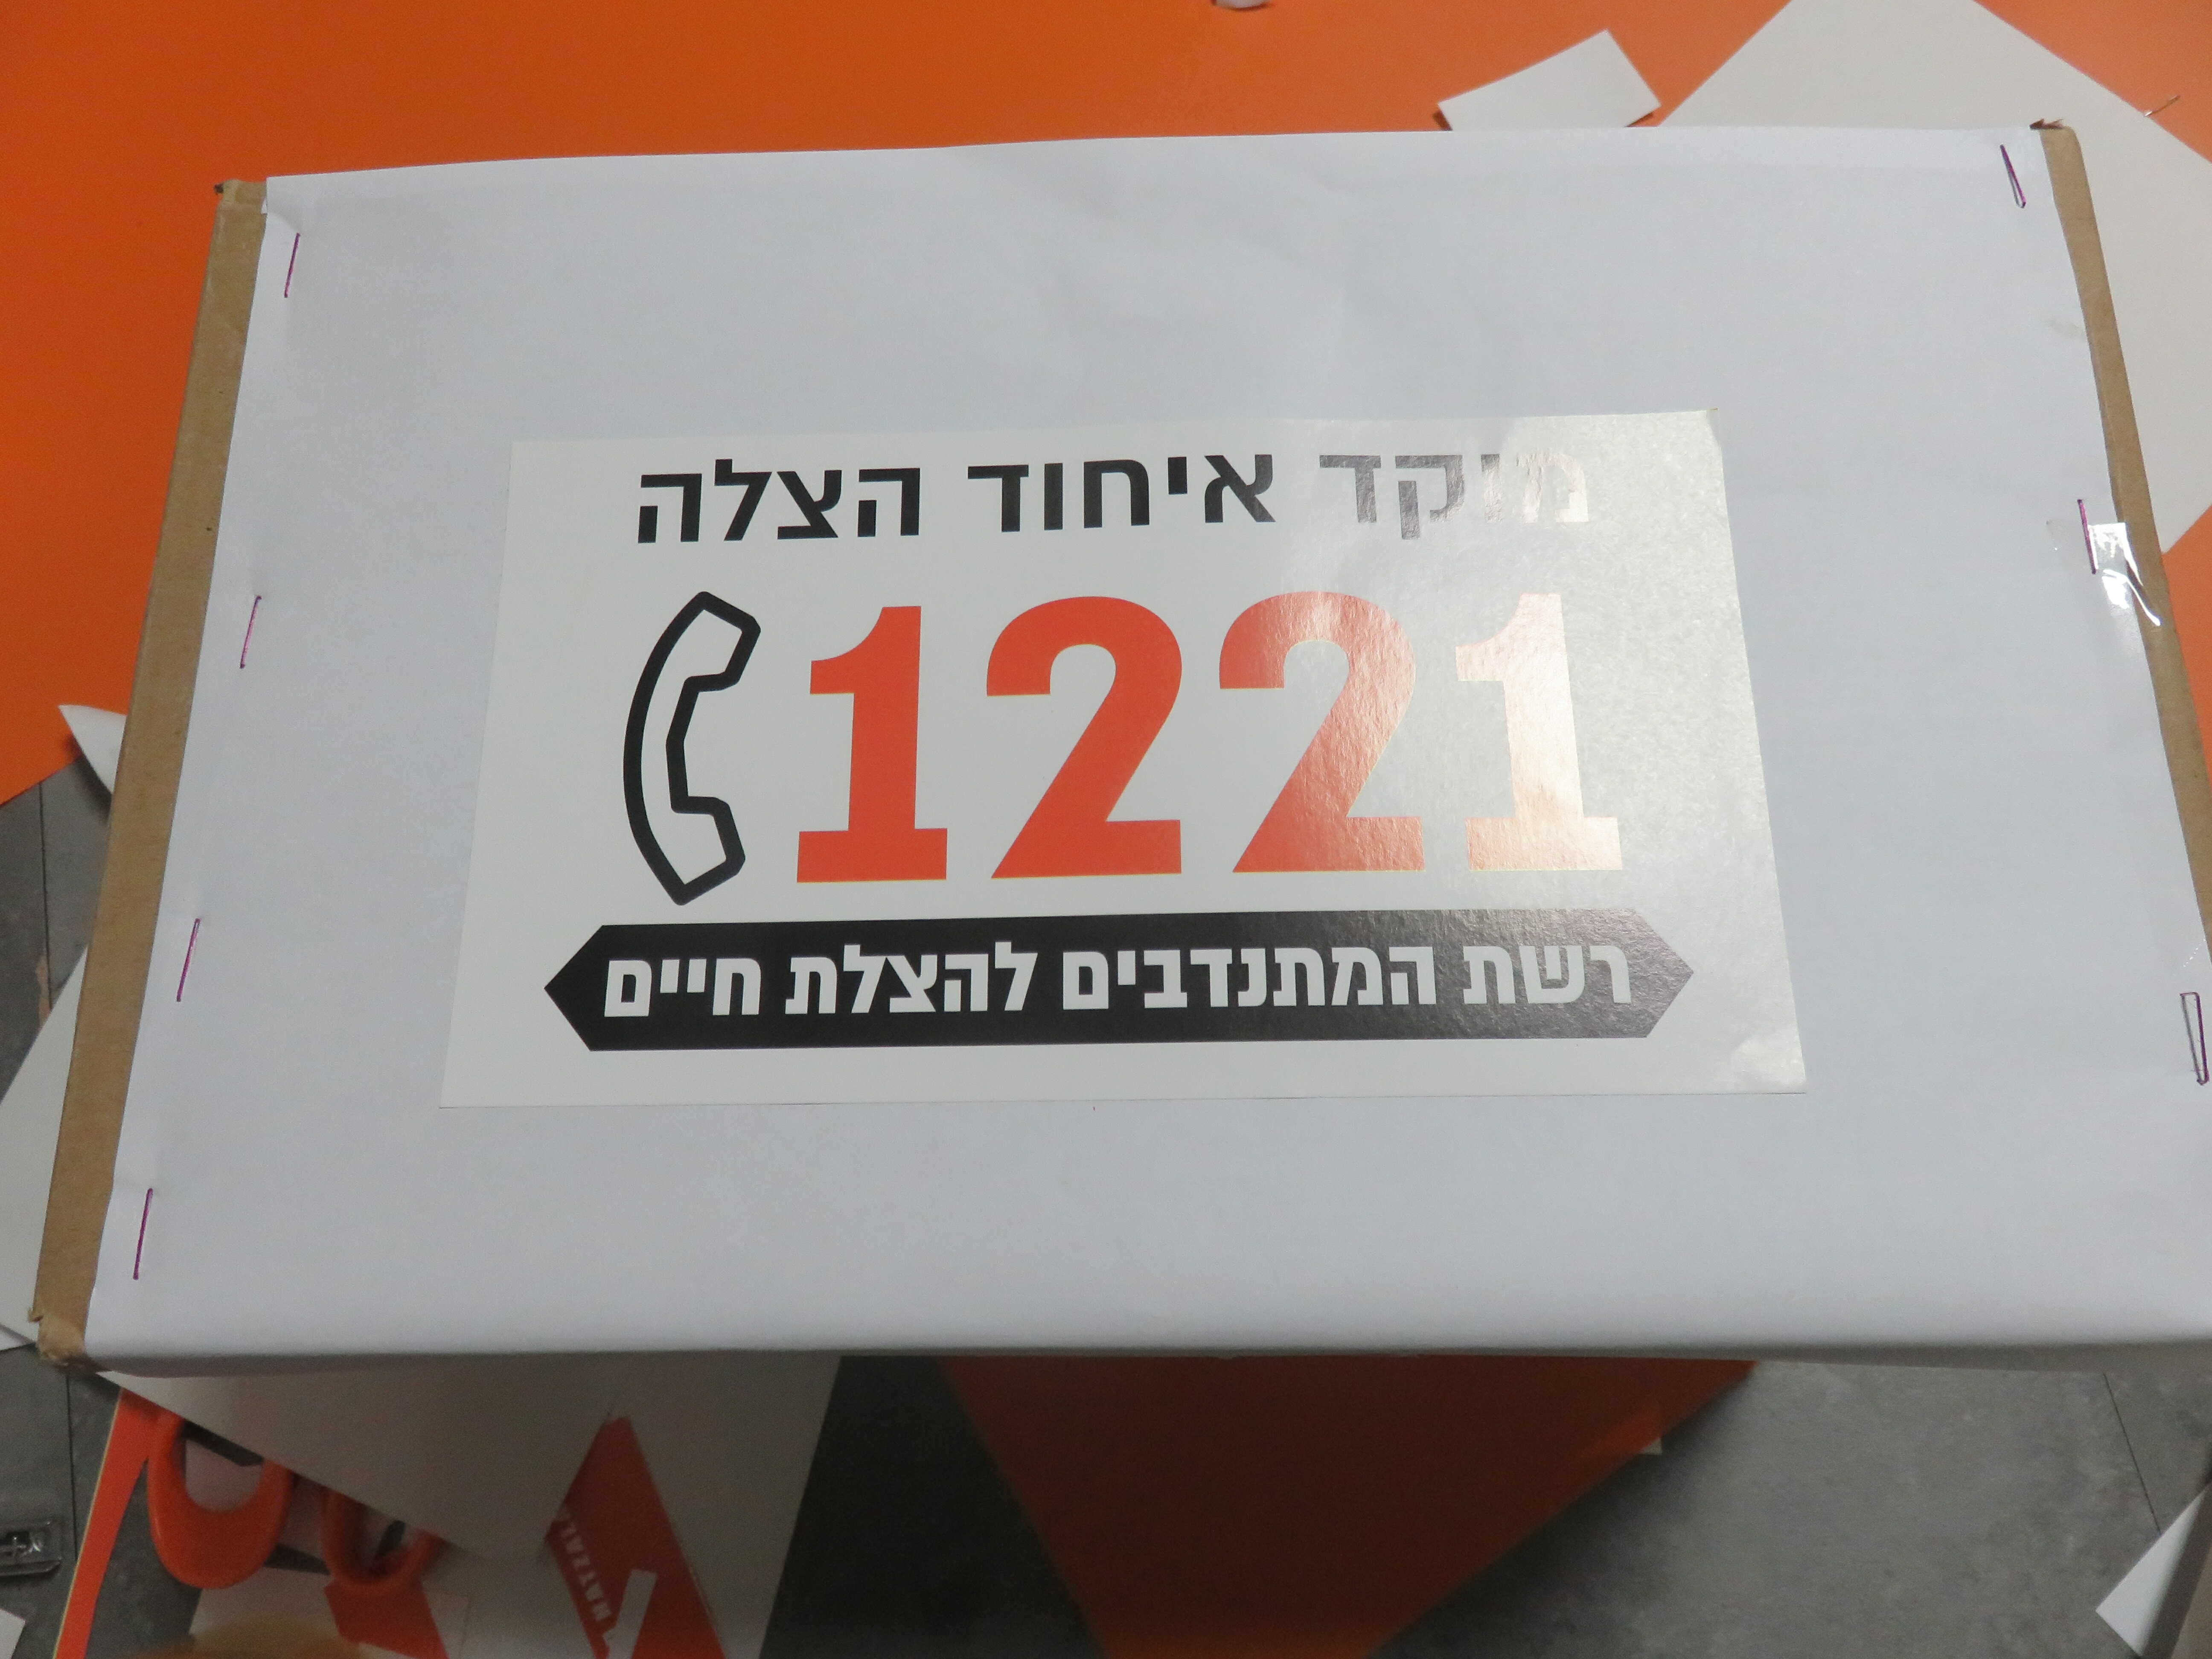 מוקד איחוד הצלה
1221
רשת המתנדבים להצלת חיים